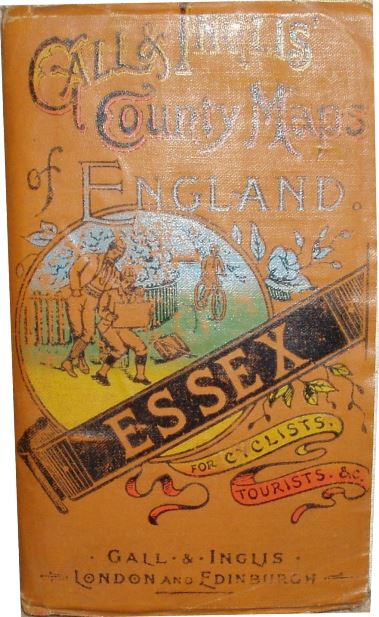 GALL & INGLIS'
COUNTY MAPS
of ENGLAND.
ESSEX
FOR CYCLISTS.
TOURISTS. &c.
GALL · & · INGLIS
LONDON AND EDINBURGH